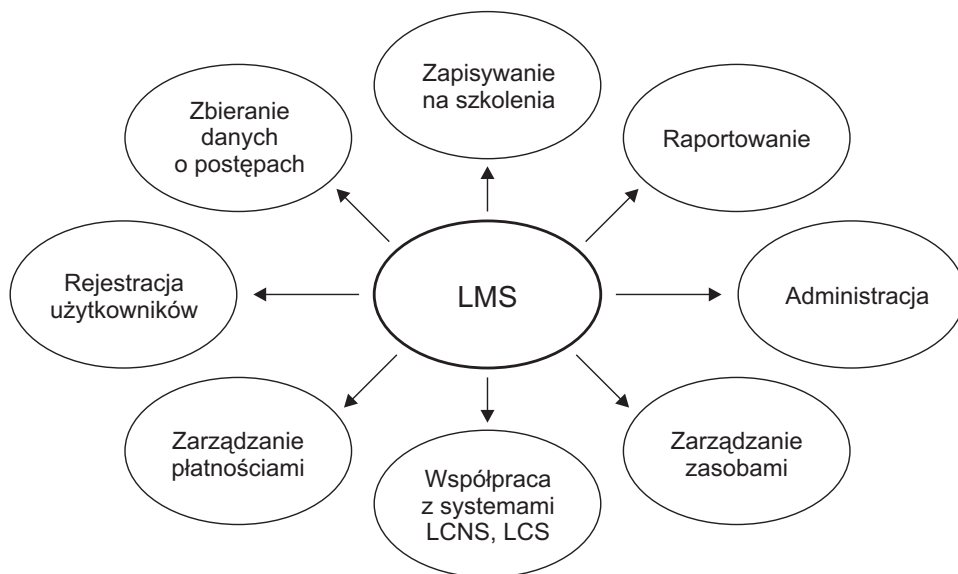 Zapisywanie
na szkolenia
Zbieranie
danych
o postępach
Raportowanie
Rejestracja
użytkowników
LMS
Administracja
Zarządzanie
płatnościami
Współpraca
z systemami
LCNS, LCS
Zarządzanie
zasobami